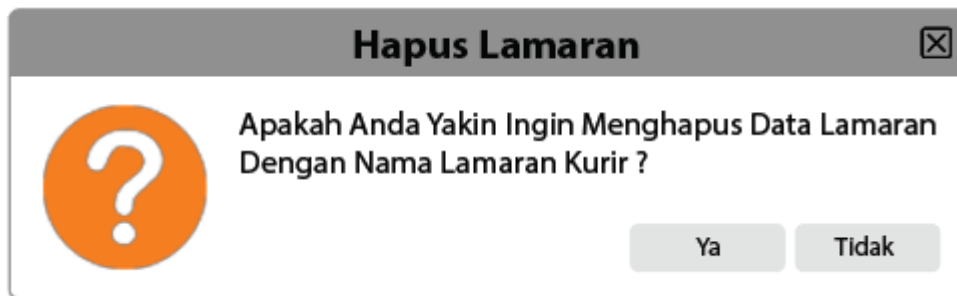 Hapus Lamaran
Apakah Anda Yakin Ingin Menghapus Data Lamaran
Dengan Nama Lamaran Kurir ?
Ya
Tidak